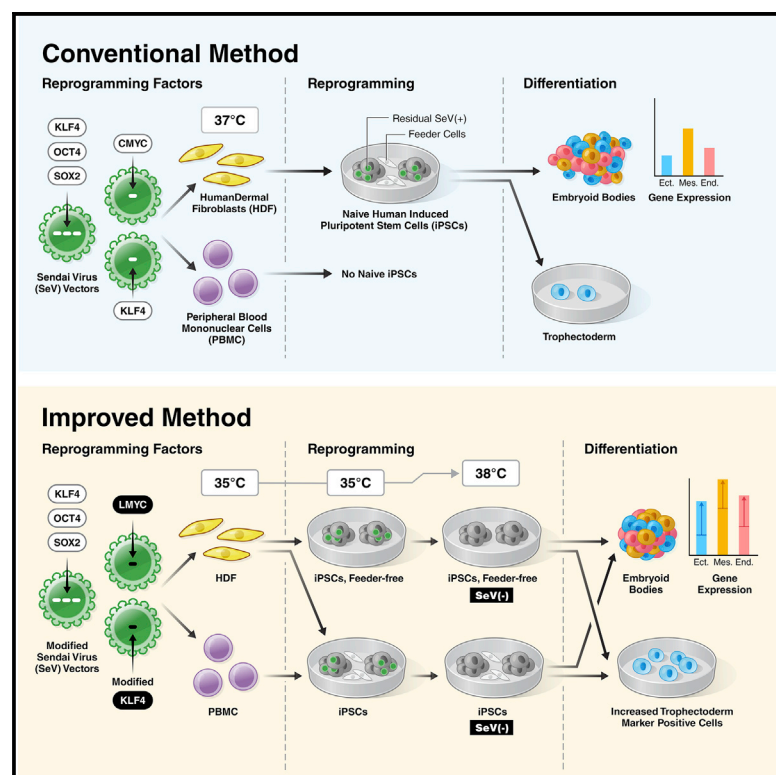 Conventional Method
Reprogramming Factors
Reprogramming
Differentiation
KLF4
OCT4
SOX2
CMYC
37°C
Residual SeV(+)
Feeder Cells
HumanDermal
Fibroblasts (HDF)
Naive Human Induced
Pluripotent Stem Cells (iPSCs)
Embryoid Bodies
Ect. Mes. End.
Gene Expression
Sendai Virus
(SeV) Vectors
KLF4
Peripheral Blood
Mononuclear Cells
(PBMC)
No Naive iPSCs
Trophectoderm
Improved Method
Reprogramming Factors
Reprogramming
Differentiation
35°C
35°C
38°C
KLF4
OCT4
SOX2
LMYC
HDF
iPSCs, Feeder-free
iPSCs, Feeder-free
SeV(-)
Embryoid
Bodies
Ect. Mes. End.
Gene
Expression
Modified
Sendai Virus
(SeV) Vectors
Modified
KLF4
PBMC
iPSCs
iPSCs
SeV(-)
Increased Trophectoderm
Marker Positive Cells